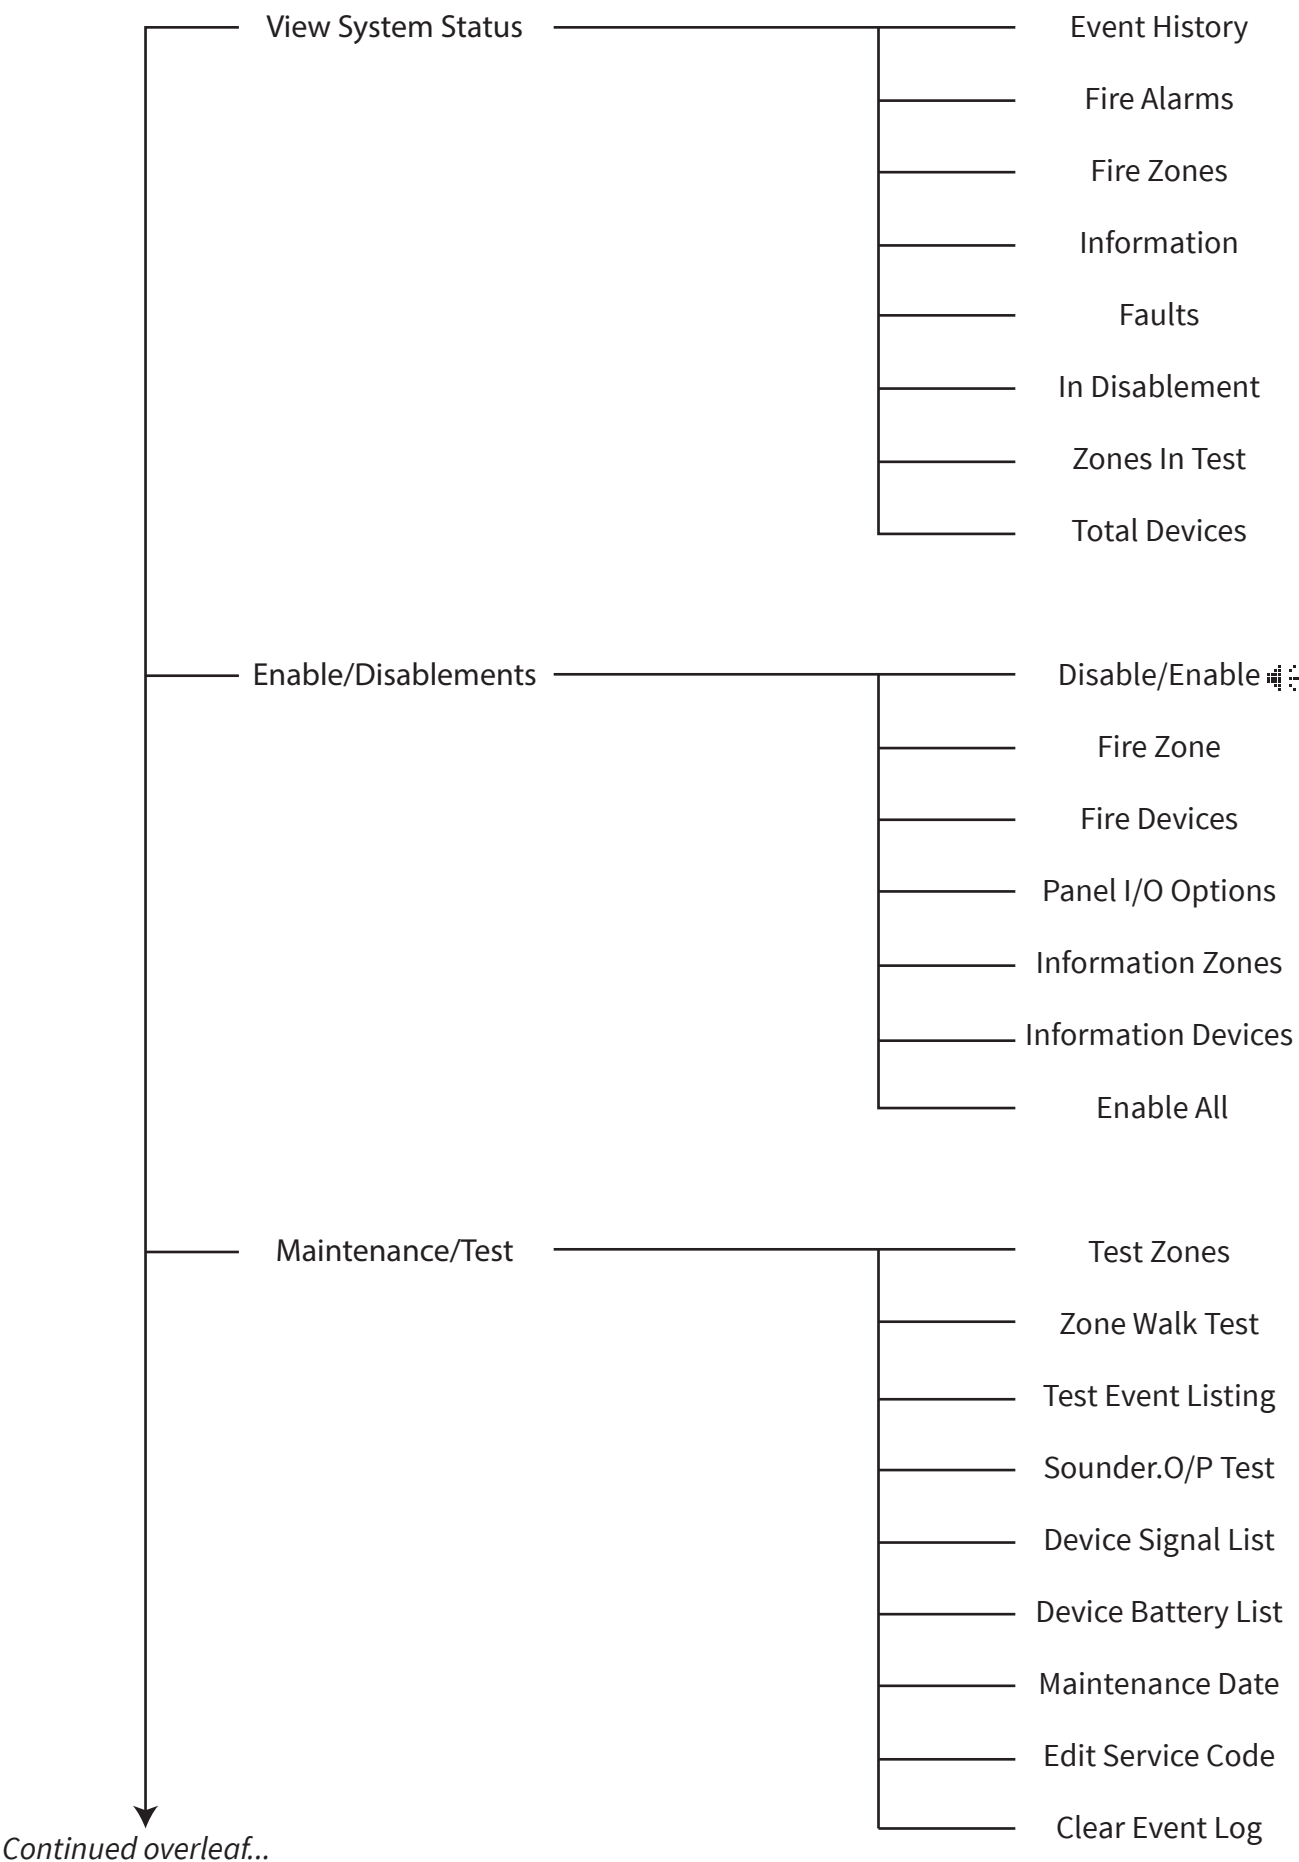 View System Status
Event History
Fire Alarms
Fire Zones
Information
Faults
In Disablement
Zones In Test
Total Devices
Enable/Disablements
Disable/Enable
Fire Zone
Fire Devices
Panel I/O Options
Information Zones
Information Devices
Enable All
Maintenance/Test
Test Zones
Zone Walk Test
Test Event Listing
Sounder.O/P Test
Device Signal List
Device Battery List
Maintenance Date
Edit Service Code
Clear Event Log
Continued overleaf...